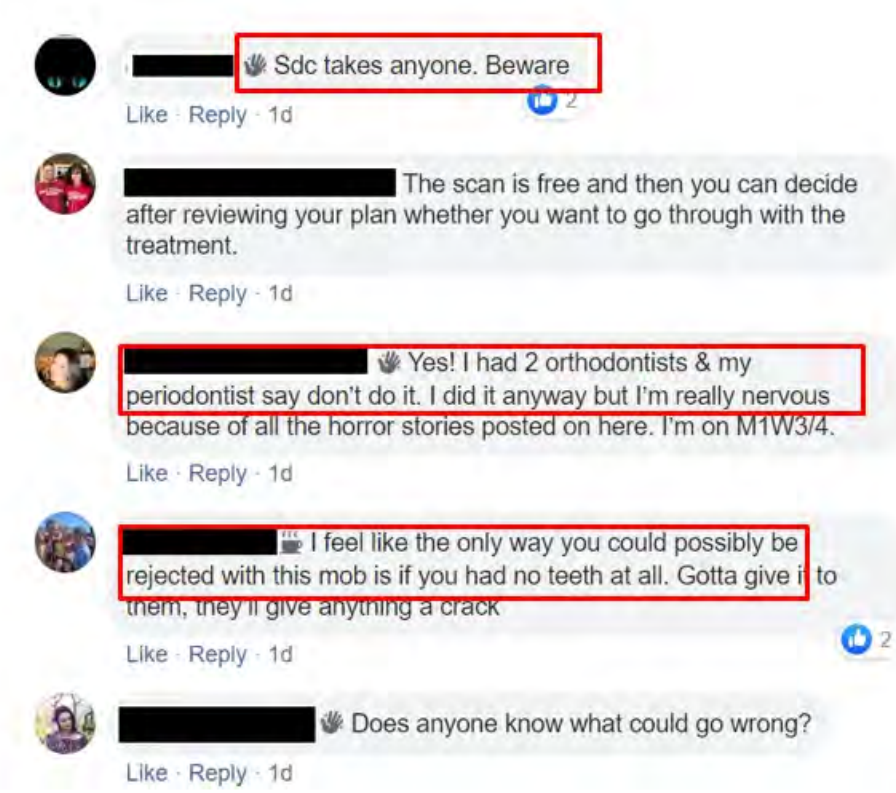 Sdc takes anyone. Beware
2
Like · Reply · 1d
The scan is free and then you can decide
after reviewing your plan whether you want to go through with the
treatment.
Like · Reply · 1d
Yes! I had 2 orthodontists & my
periodontist say don't do it. I did it anyway but I'm really nervous
because of all the horror stories posted on here. I'm on M1W3/4.
Like · Reply · 1d
I feel like the only way you could possibly be
rejected with this mob is if you had no teeth at all. Gotta give it to
them, they'll give anything a crack
Like · Reply · 1d
2
Does anyone know what could go wrong?
Like · Reply · 1d